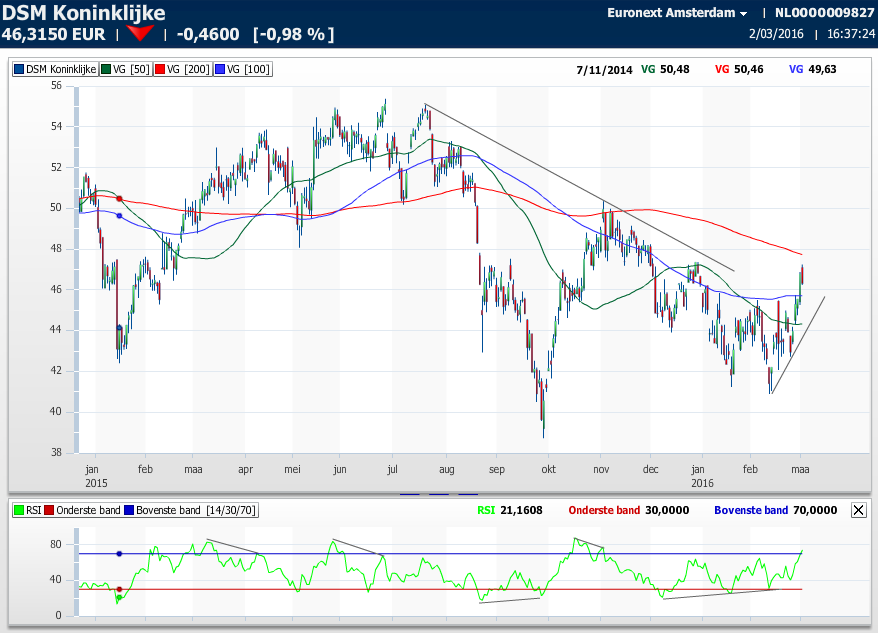 DSM Koninklijke
Euronext Amsterdam | NL0000009827
46,3150 EUR | | -0,4600 [-0,98 %]
2/03/2016 | 16:37:24
DSM Koninklijke VG [50] VG [200] VG [100]
7/11/2014 VG 50,48 VG 50,46 VG 49,63
56
54
52
50
48
46
44
42
40
38
jan feb maa apr mei jun jul aug sep okt nov dec jan feb maa
2015 2016
RSI Onderste band Bovenste band [14/30/70]
RSI 21,1608 Onderste band 30,0000 Bovenste band 70,0000
80
40
0